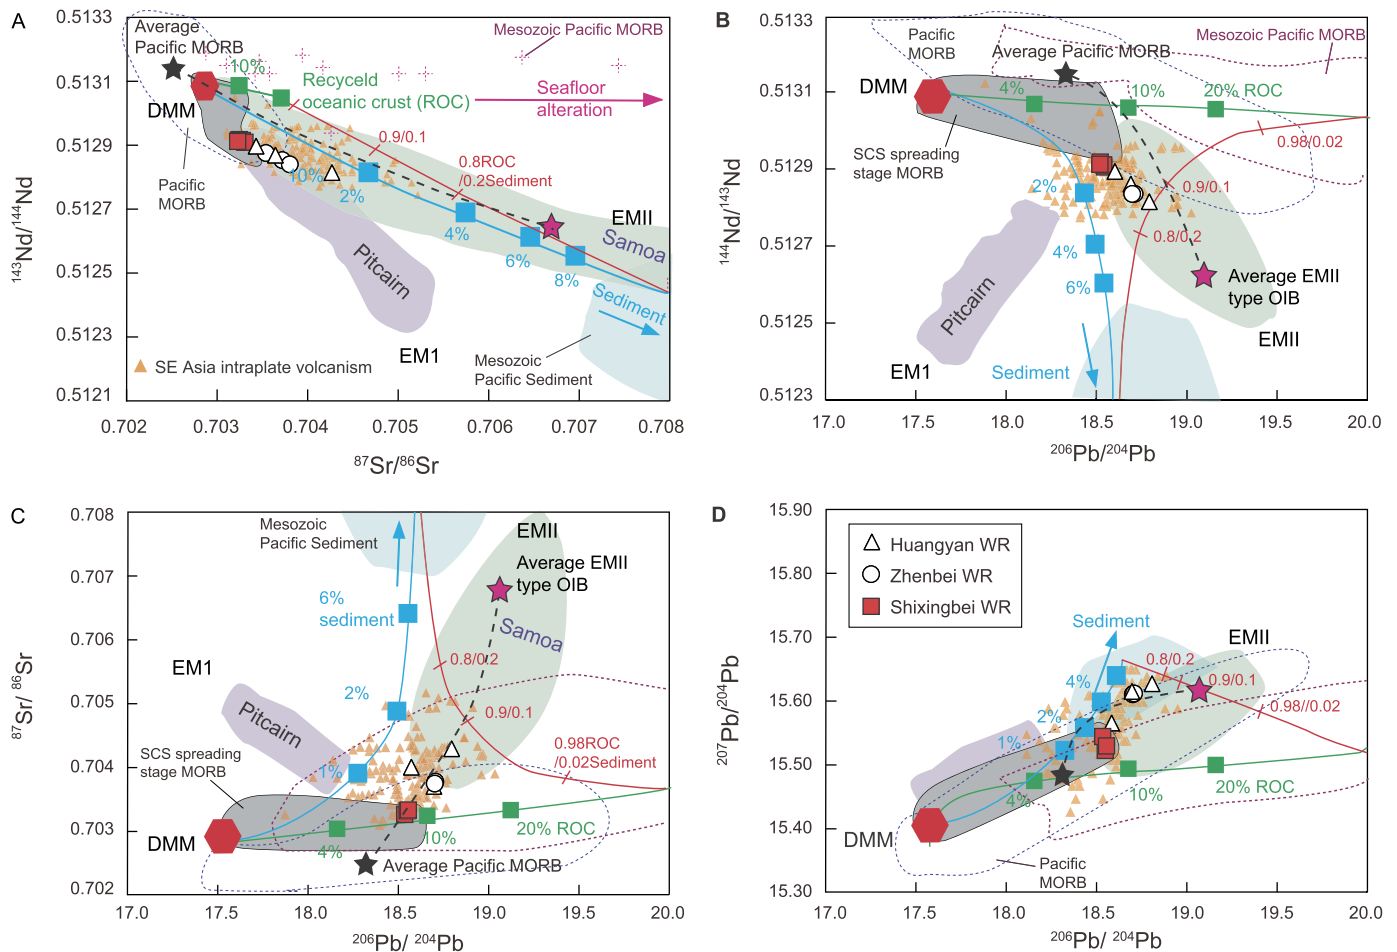 A
0.5133
0.5131
0.5129
0.5127
0.5125
0.5123
0.5121
143Nd/144Nd
Average
Pacific MORB
10%
DMM
Recyceld
oceanic crust (ROC)
Mesozoic Pacific MORB
Seafloor
alteration
0.9/0.1
0.8ROC
/0.2Sediment
10%
2%
4%
6%
8%
Pacific
MORB
Pitcairn
EMII
Samoa
Sediment
EM1
Mesozoic
Pacific Sediment
SE Asia intraplate volcanism
0.702
0.703
0.704
0.705
0.706
0.707
0.708
87Sr/86Sr
B
0.5133
0.5131
0.5129
0.5127
0.5125
0.5123
144Nd/143Nd
Pacific
MORB
Average Pacific MORB
Mesozoic Pacific MORB
DMM
4%
10%
20% ROC
0.98/0.02
SCS spreading
stage MORB
2%
0.9/0.1
0.8/0.2
4%
6%
Pitcairn
Average EMII
type OIB
EMII
EM1
Sediment
17.0
17.5
18.0
18.5
19.0
19.5
20.0
206Pb/204Pb
C
0.708
0.707
0.706
0.705
0.704
0.703
0.702
87Sr/ 86Sr
Mesozoic
Pacific Sediment
EMII
Average EMII
type OIB
6%
sediment
Samoa
EM1
0.8/0.2
2%
Pitcairn
0.9/0.1
0.98ROC
/0.02Sediment
SCS spreading
stage MORB
1%
DMM
4%
10%
20% ROC
Average Pacific MORB
17.0
17.5
18.0
18.5
19.0
19.5
20.0
206Pb/ 204Pb
D
15.90
15.80
15.70
15.60
15.50
15.40
15.30
207Pb/204Pb
Huangyan WR
Zhenbei WR
Shixingbei WR
Sediment
EMII
0.8/0.2
4%
0.9/0.1
2%
0.98//0.02
1%
4%
10%
20% ROC
DMM
Pacific
MORB
17.0
17.5
18.0
18.5
19.0
19.5
20.0
206Pb/ 204Pb